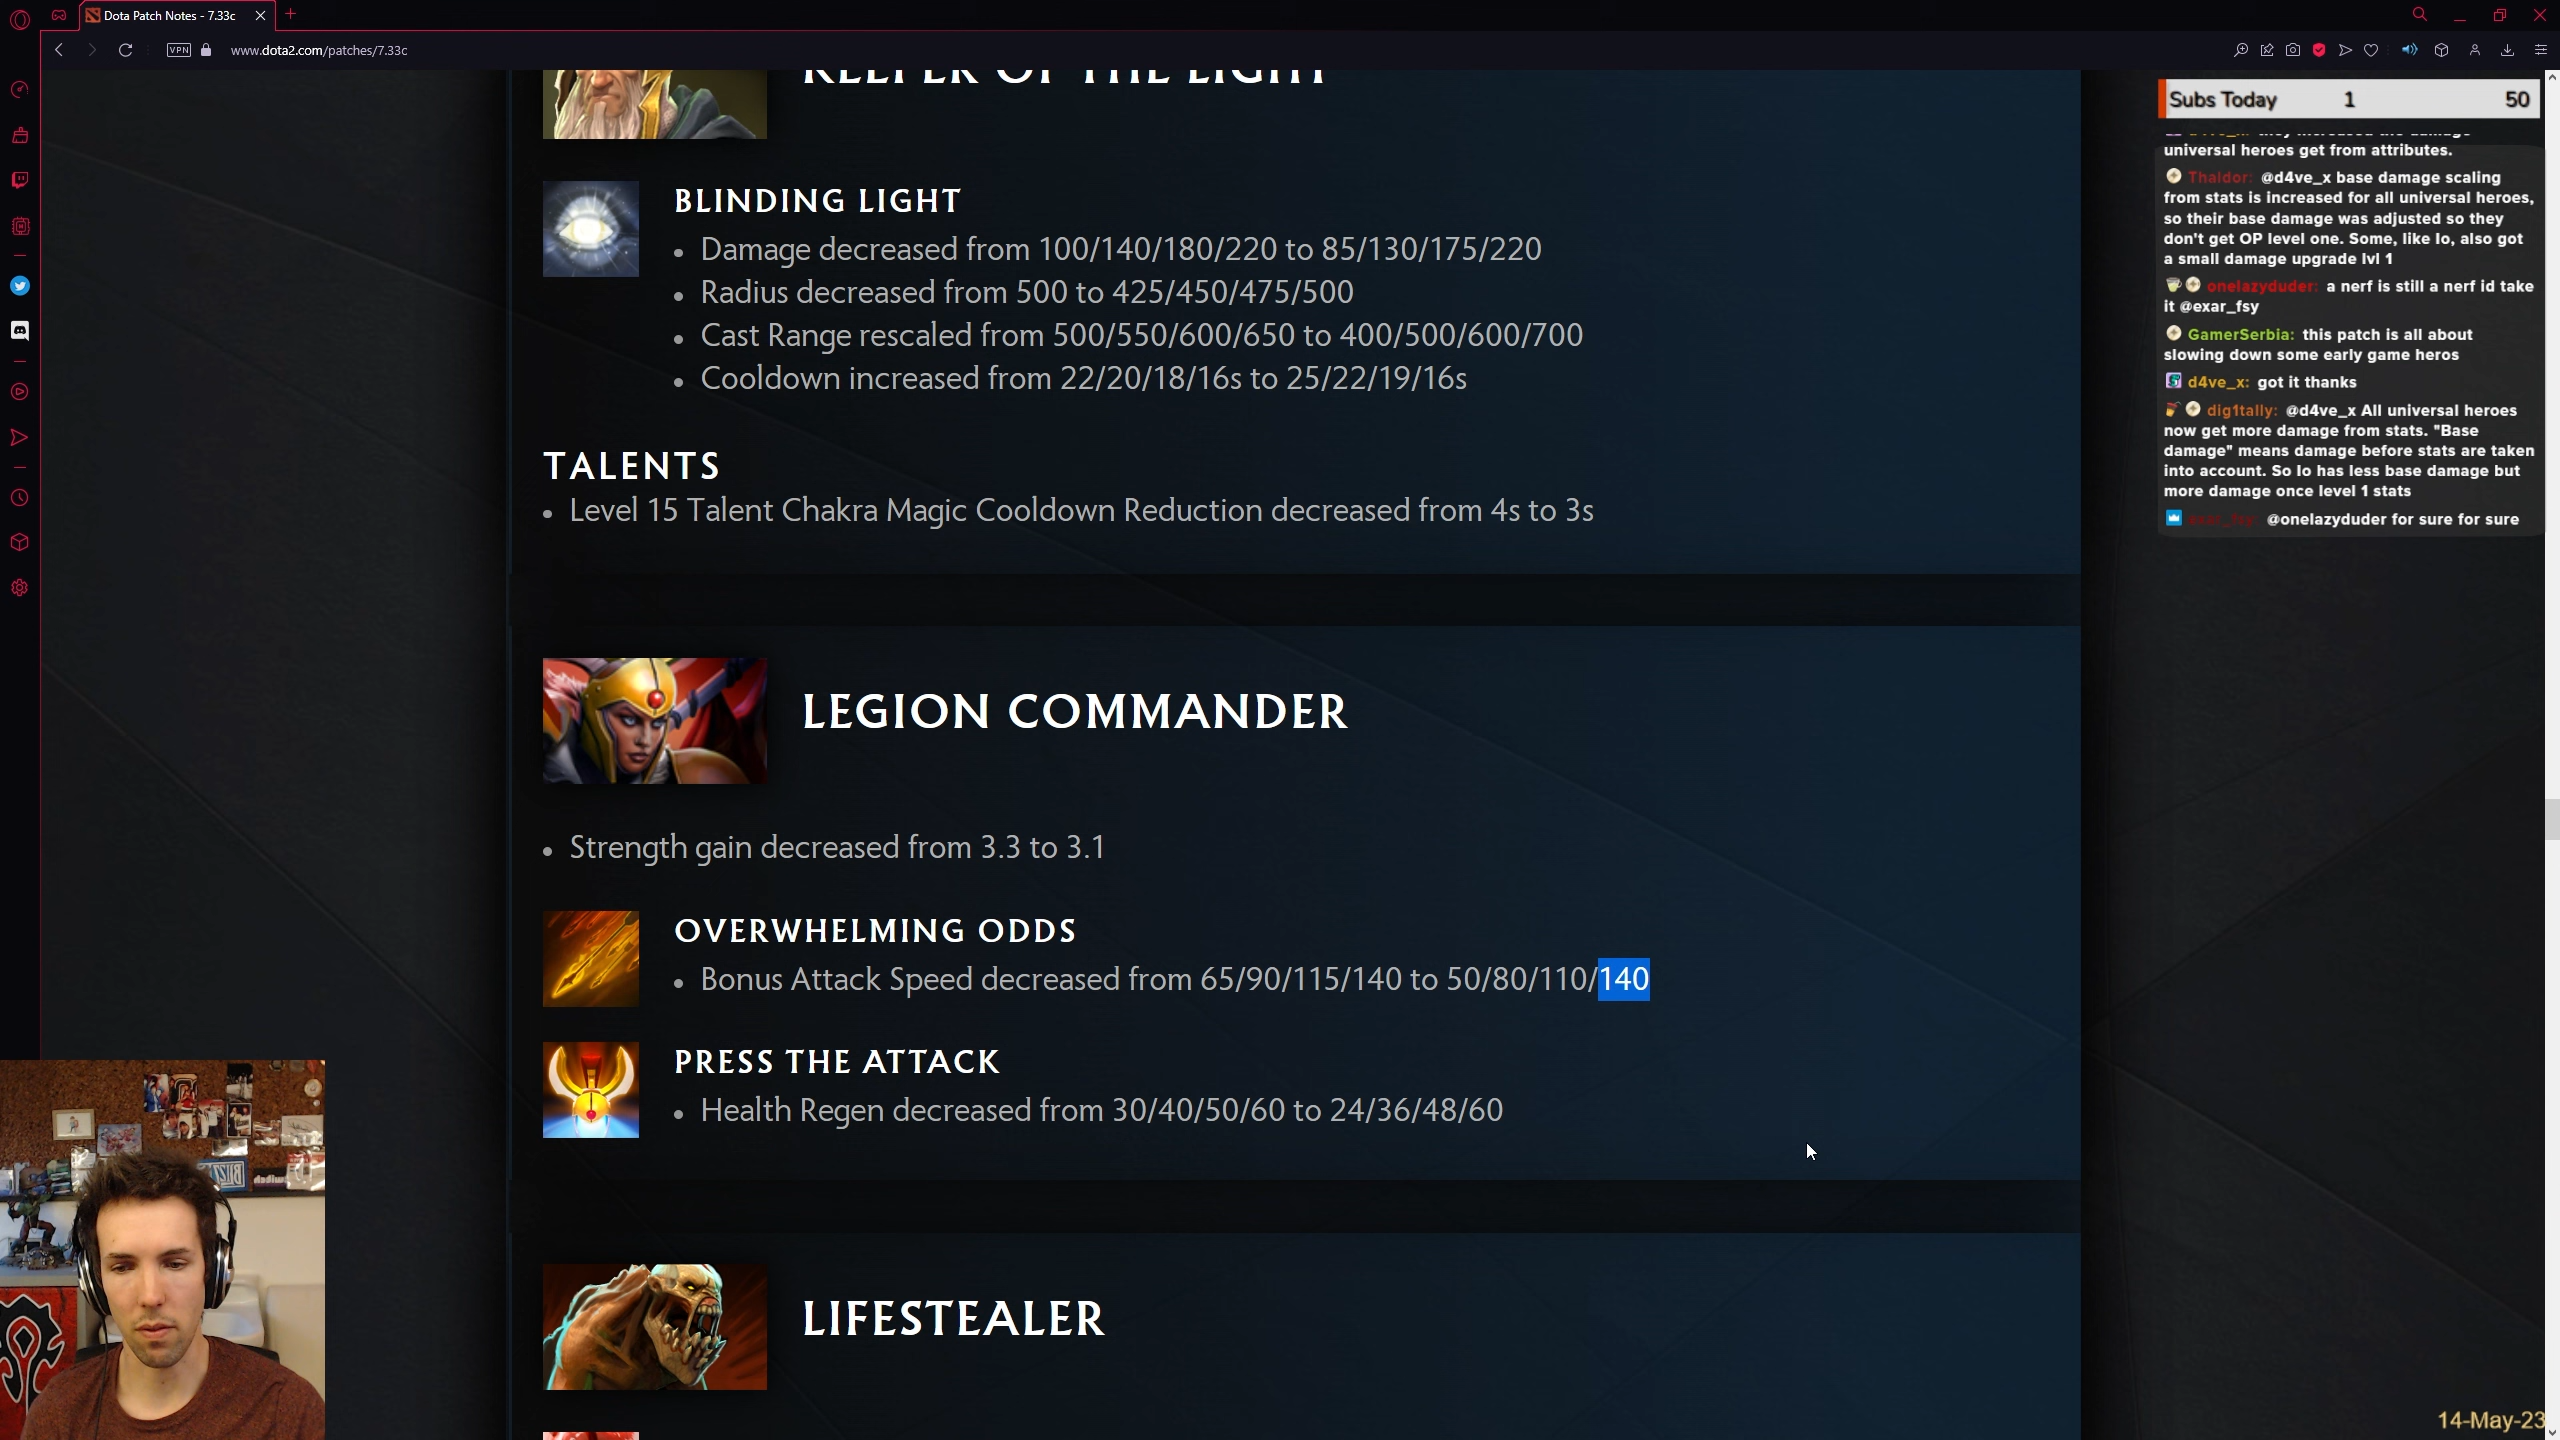 Dota Patch Notes - 7.33c
VPN
www.dota2.com/patches/7.33c
KEEPER OF THE LIGHT
BLINDING LIGHT
• Damage decreased from 100/140/180/220 to 85/130/175/220
• Radius decreased from 500 to 425/450/475/500
• Cast Range rescaled from 500/550/600/650 to 400/500/600/700
• Cooldown increased from 22/20/18/16s to 25/22/19/16s
TALENTS
• Level 15 Talent Chakra Magic Cooldown Reduction decreased from 4s to 3s
LEGION COMMANDER
• Strength gain decreased from 3.3 to 3.1
OVERWHELMING ODDS
• Bonus Attack Speed decreased from 65/90/115/140 to 50/80/110/140
PRESS THE ATTACK
• Health Regen decreased from 30/40/50/60 to 24/36/48/60
LIFESTEALER
Subs Today 1 50
d4ve_x: they increased the damage
universal heroes get from attributes.
Thaldor: @d4ve_x base damage scaling
from stats is increased for all universal heroes,
so their base damage was adjusted so they
don't get OP level one. Some, like Io, also got
a small damage upgrade lvl 1
onelazyduder: a nerf is still a nerf id take
it @exar_fsy
GamerSerbia: this patch is all about
slowing down some early game heros
d4ve_x: got it thanks
dig1tally: @d4ve_x All universal heroes
now get more damage from stats. "Base
damage" means damage before stats are taken
into account. So Io has less base damage but
more damage once level 1 stats
exar_fsy: @onelazyduder for sure for sure
14-May-23